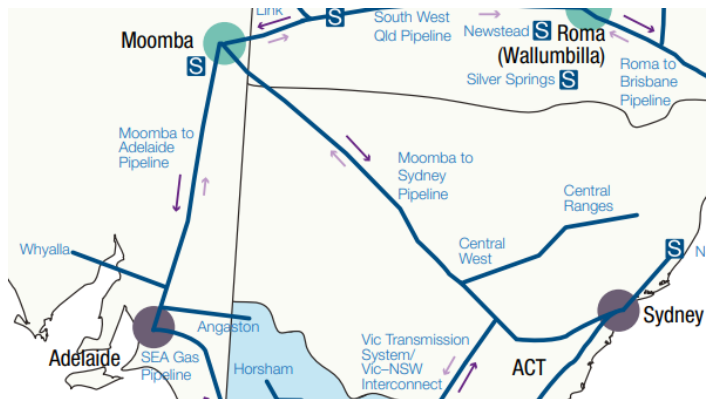 Link
S
South West
Qld Pipeline
Newstead S
Roma
(Wallumbilla)
Silver Springs S
Roma to
Brisbane
Pipeline
Moomba
S
Moomba to
Adelaide
Pipeline
Moomba to
Sydney
Pipeline
Central
Ranges
Central
West
S
N
Whyalla
Angaston
Adelaide
SEA Gas
Pipeline
Horsham
Vic Transmission
System/
Vic–NSW
Interconnect
ACT
Sydney